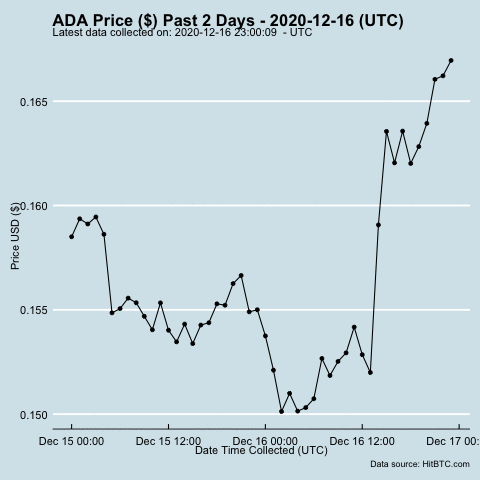 ADA Price ($) Past 2 Days - 2020-12-16 (UTC)
Latest data collected on: 2020-12-16 23:00:09 - UTC
0.165
0.160
0.155
0.150
Price USD ($)
Dec 15 00:00 Dec 15 12:00 Dec 16 00:00 Dec 16 12:00 Dec 17 00:
Date Time Collected (UTC)
Data source: HitBTC.com